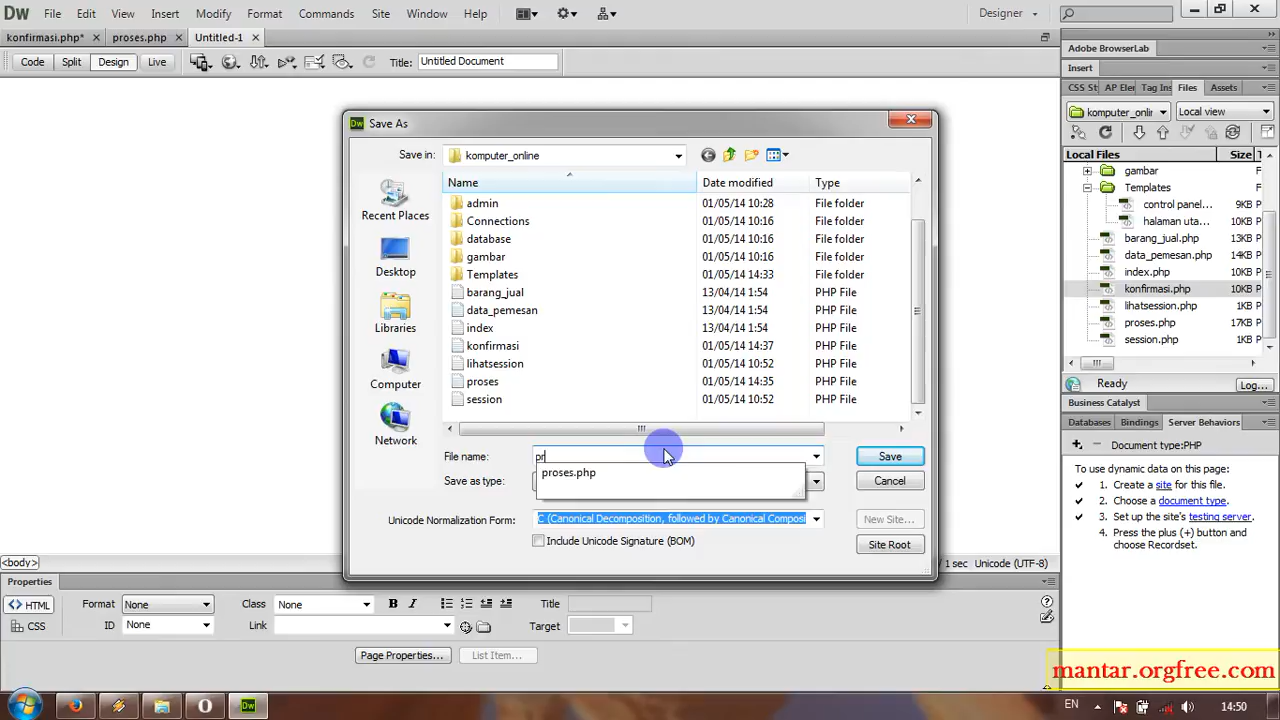 Dw File Edit View Insert Modify Format Commands Site Window Help Designer
konfirmasi.php* proses.php Untitled-1
Code Split Design Live Title: Untitled Document
Adobe BrowserLab
Insert
CSS St AP Eler Tag Ins Files Assets
komputer_onlir Local view
Local Files Size
gambar
Templates
control panel... 9KB
halaman uta... 10KB
barang_jual.php 13KB
data_pemesan.php 14KB
index.php 10KB
konfirmasi.php 10KB
lihatsession.php 1KB
proses.php 17KB
session.php 1KB
Ready Log...
Business Catalyst
Databases Bindings Server Behaviors
Document type:PHP
To use dynamic data on this page:
1. Create a site for this file.
2. Choose a document type.
3. Set up the site's testing server.
4. Press the plus (+) button and
choose Recordset.
Dw Save As
Save in: komputer_online
Recent Places
Desktop
Libraries
Computer
Network
Name Date modified Type
admin 01/05/14 10:28 File folder
Connections 01/05/14 10:16 File folder
database 01/05/14 10:16 File folder
gambar 01/05/14 10:16 File folder
Templates 01/05/14 14:33 File folder
barang_jual 13/04/14 1:54 PHP File
data_pemesan 13/04/14 1:54 PHP File
index 13/04/14 1:54 PHP File
konfirmasi 01/05/14 14:37 PHP File
lihatsession 01/05/14 10:52 PHP File
proses 01/05/14 14:35 PHP File
session 01/05/14 10:52 PHP File
File name: pr Save
proses.php
Save as type: Cancel
Unicode Normalization Form: C (Canonical Decomposition, followed by Canonical Composi New Site...
Include Unicode Signature (BOM) Site Root
<body> / 1 sec Unicode (UTF-8)
Properties
<> HTML Format None Class None B I Title
CSS ID None Link Target
Page Properties... List Item...
mantar.orgfree.com
Dw EN 14:50